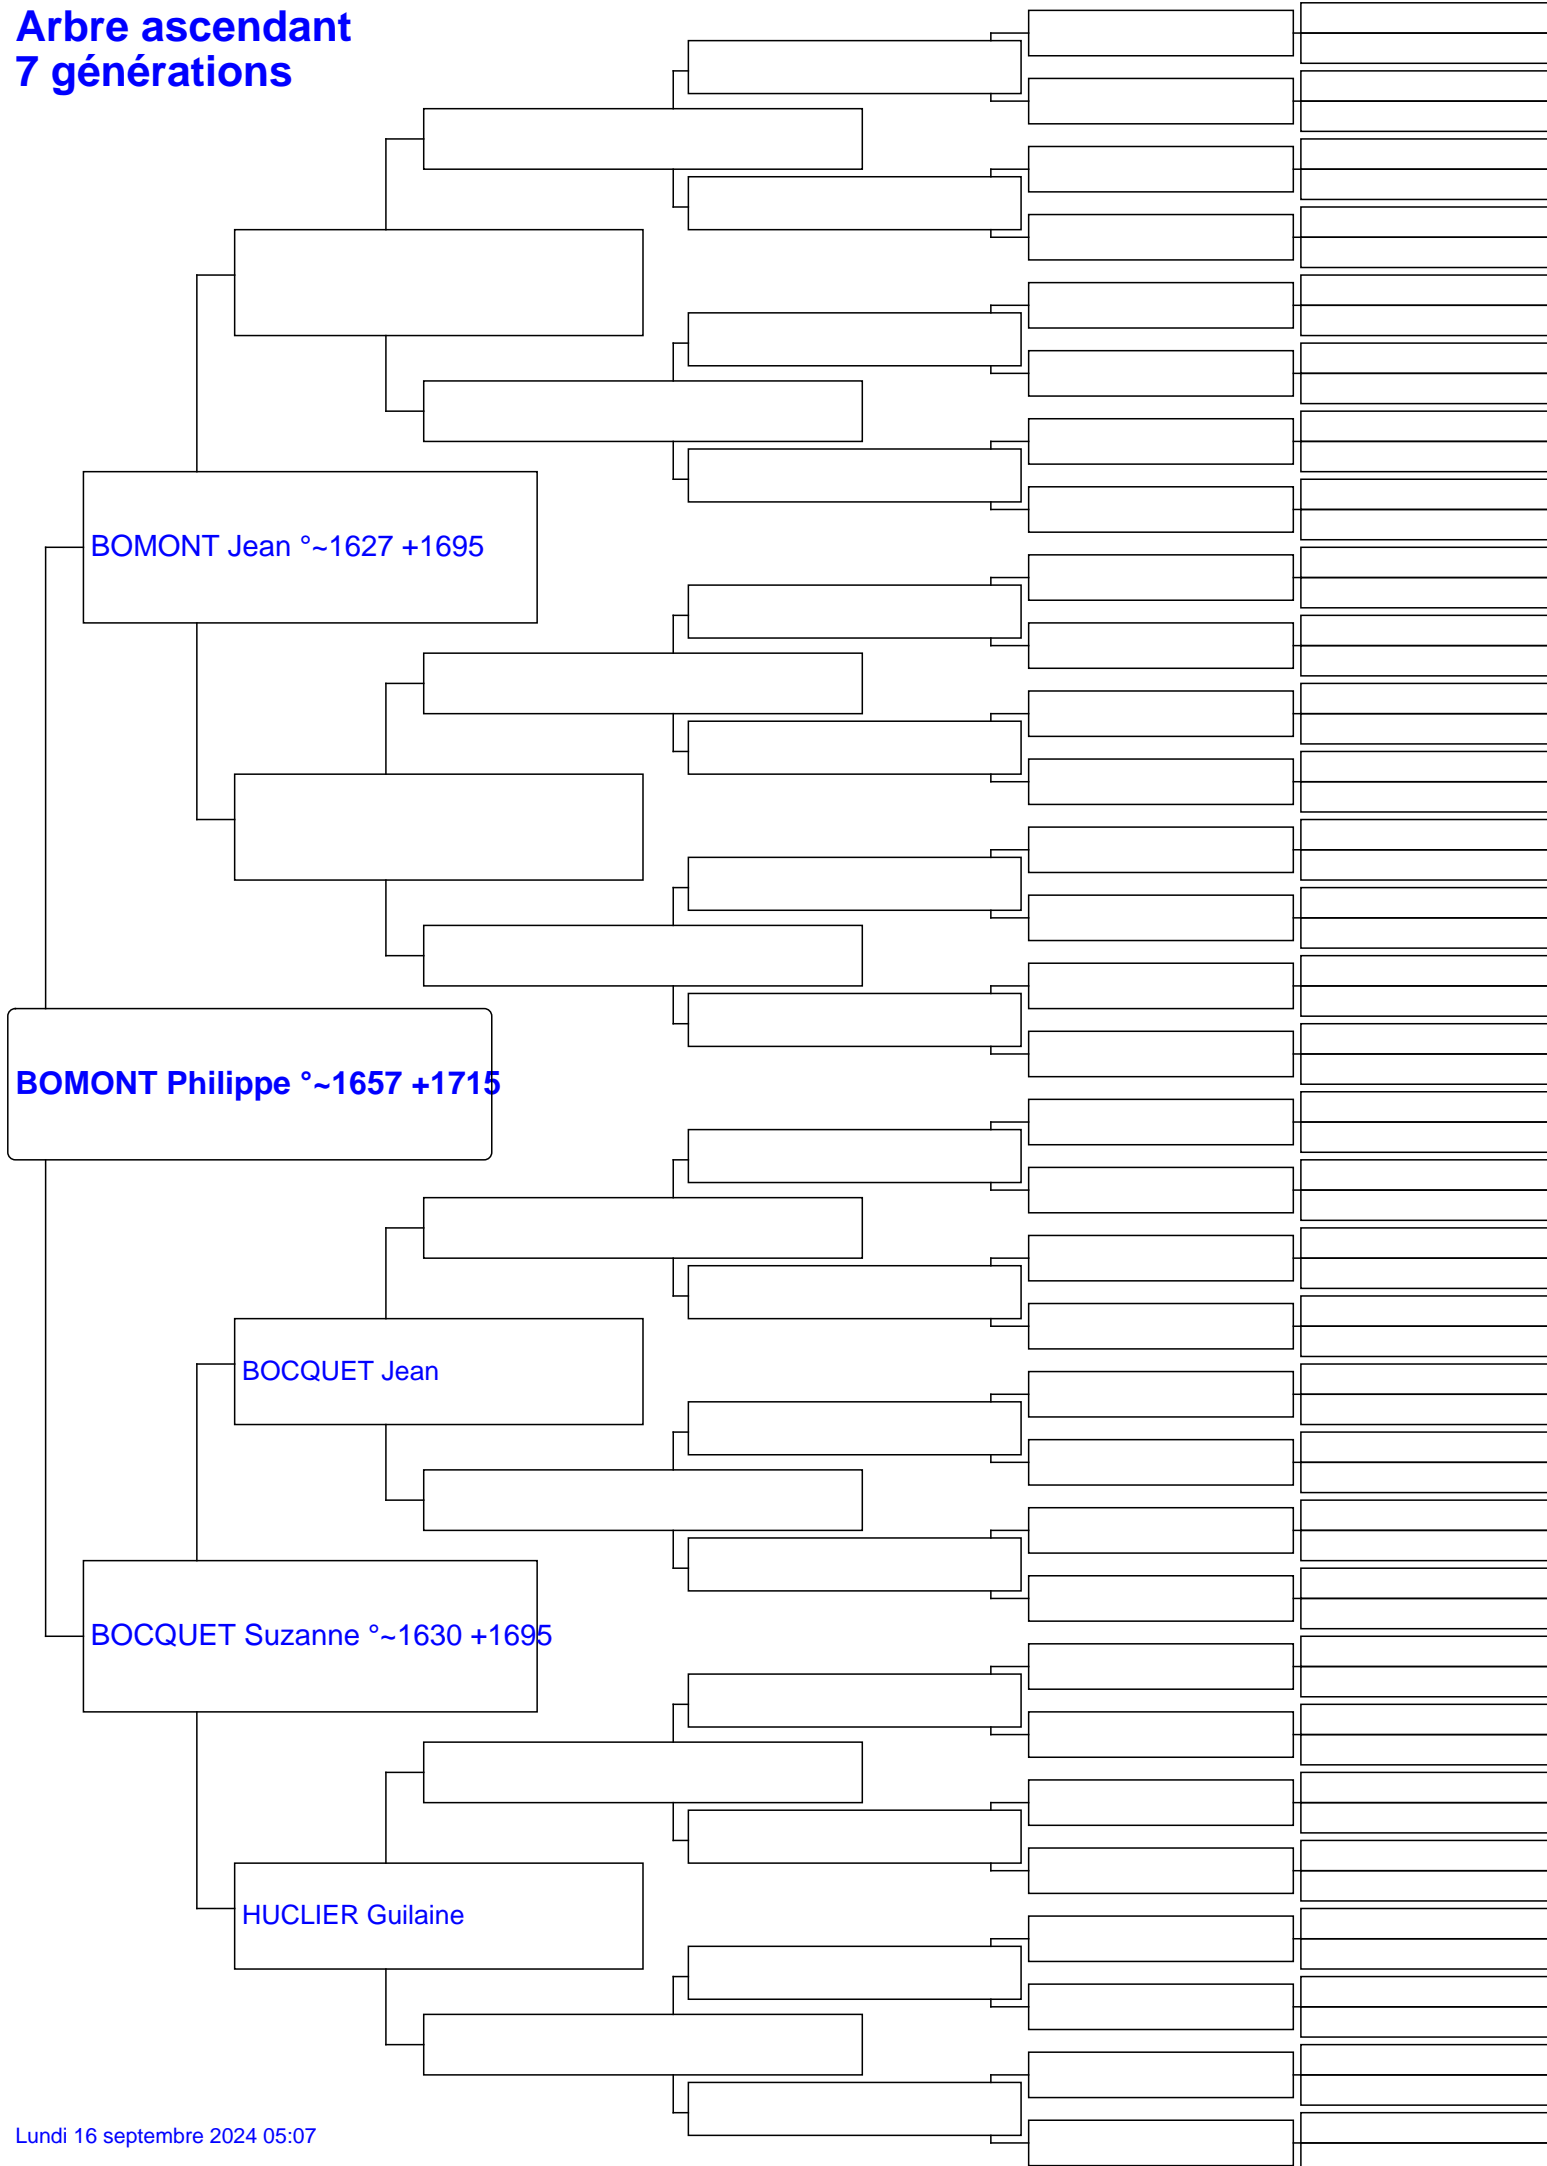 Arbre ascendant
7 générations
BOMONT Jean °~1627 +1695
BOMONT Philippe °~1657 +1715
BOCQUET Jean
BOCQUET Suzanne °~1630 +1695
HUCLIER Guilaine
Lundi 16 septembre 2024 05:07